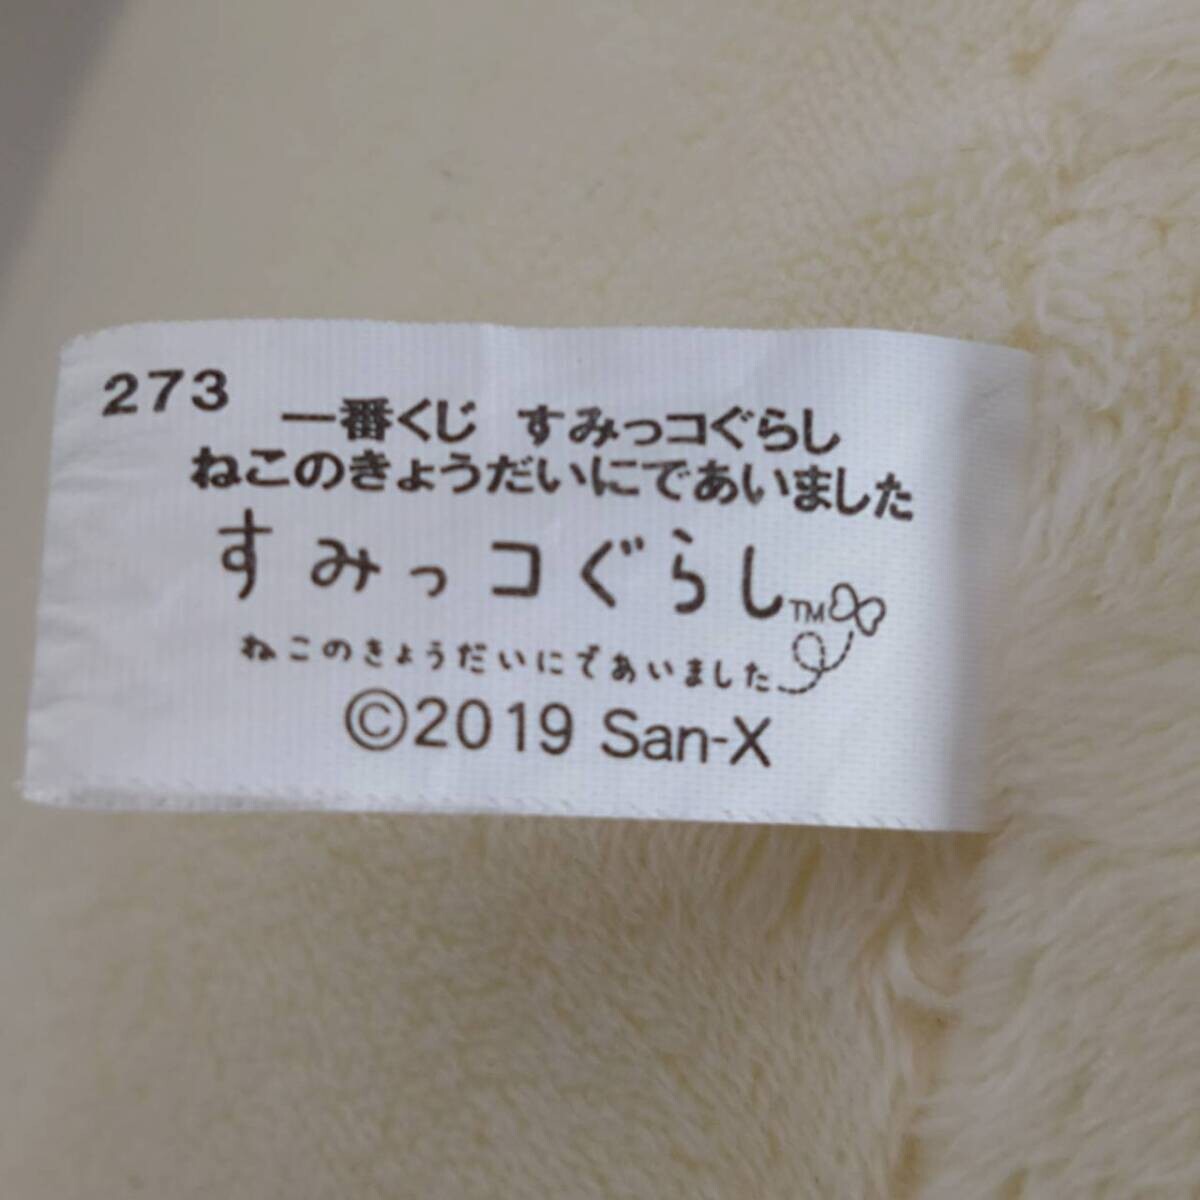 273
一番くじ すみっコぐらし
ねこのきょうだいにであいました
すみっコぐらし™
ねこのきょうだいにであいました
©2019 San-X